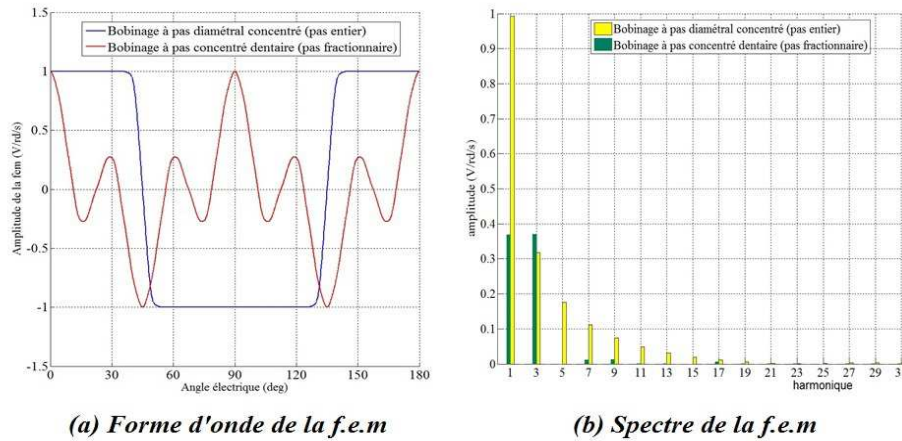 1.5
1
0.5
0
-0.5
-1
-1.5
Amplitude de la fem (V/rd/s)
Bobinage à pas diamétral concentré (pas entier)
Bobinage à pas concentré dentaire (pas fractionnaire)
0 30 60 90 120 150 180
Angle électrique (deg)
(a) Forme d'onde de la f.e.m
1
0.9
0.8
0.7
0.6
0.5
0.4
0.3
0.2
0.1
0
amplitude (V/rd/s)
Bobinage à pas diamétral concentré (pas entier)
Bobinage à pas concentré dentaire (pas fractionnaire)
1 3 5 7 9 11 13 15 17 19 21 23 25 27 29 3
harmonique
(b) Spectre de la f.e.m